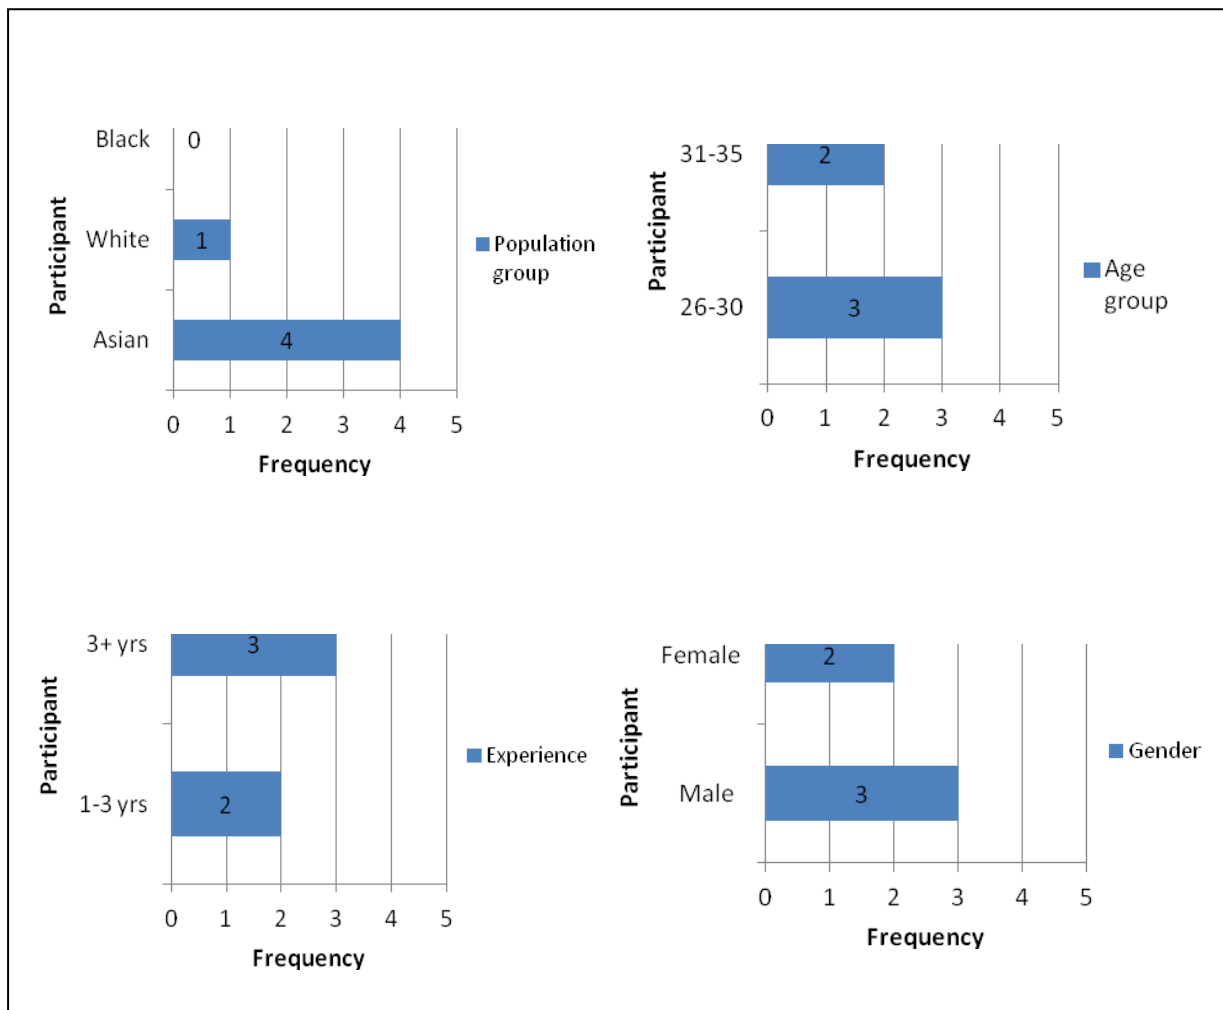 Black
0
White
1
Asian
4
Participant
0 1 2 3 4 5
Frequency
Population
group
31-35
2
26-30
3
Participant
0 1 2 3 4 5
Frequency
Age
group
3+ yrs
3
1-3 yrs
2
Participant
0 1 2 3 4 5
Frequency
Experience
Female
2
Male
3
Participant
0 1 2 3 4 5
Frequency
Gender